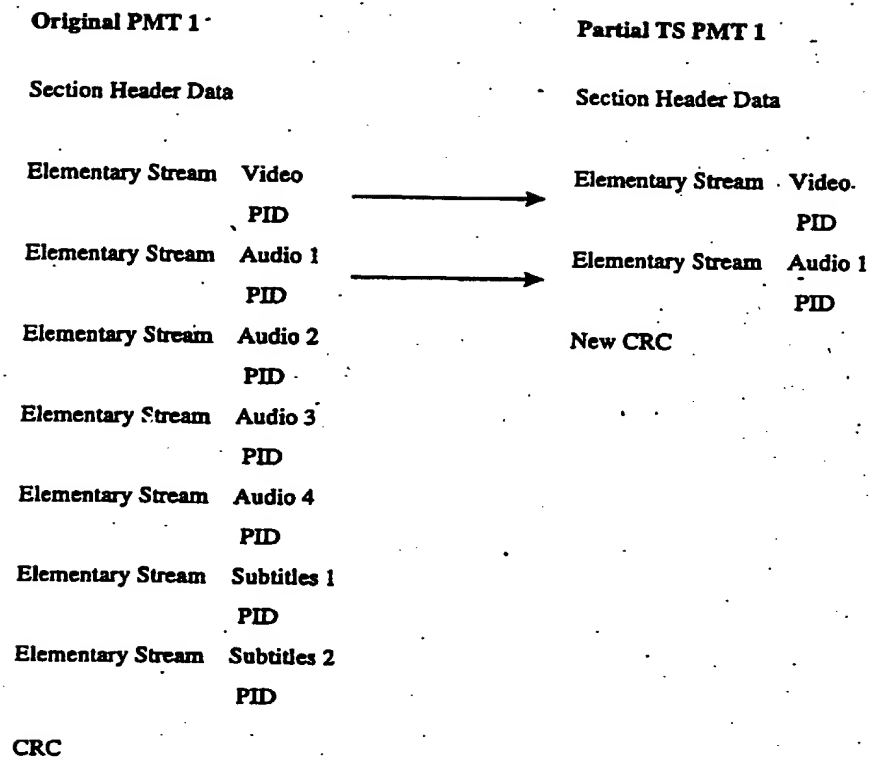 Original PMT 1
Section Header Data
Elementary Stream Video
PID
Elementary Stream Audio 1
PID
Elementary Stream Audio 2
PID
Elementary Stream Audio 3
PID
Elementary Stream Audio 4
PID
Elementary Stream Subtitles 1
PID
Elementary Stream Subtitles 2
PID
CRC
Partial TS PMT 1
Section Header Data
Elementary Stream Video
PID
Elementary Stream Audio 1
PID
New CRC